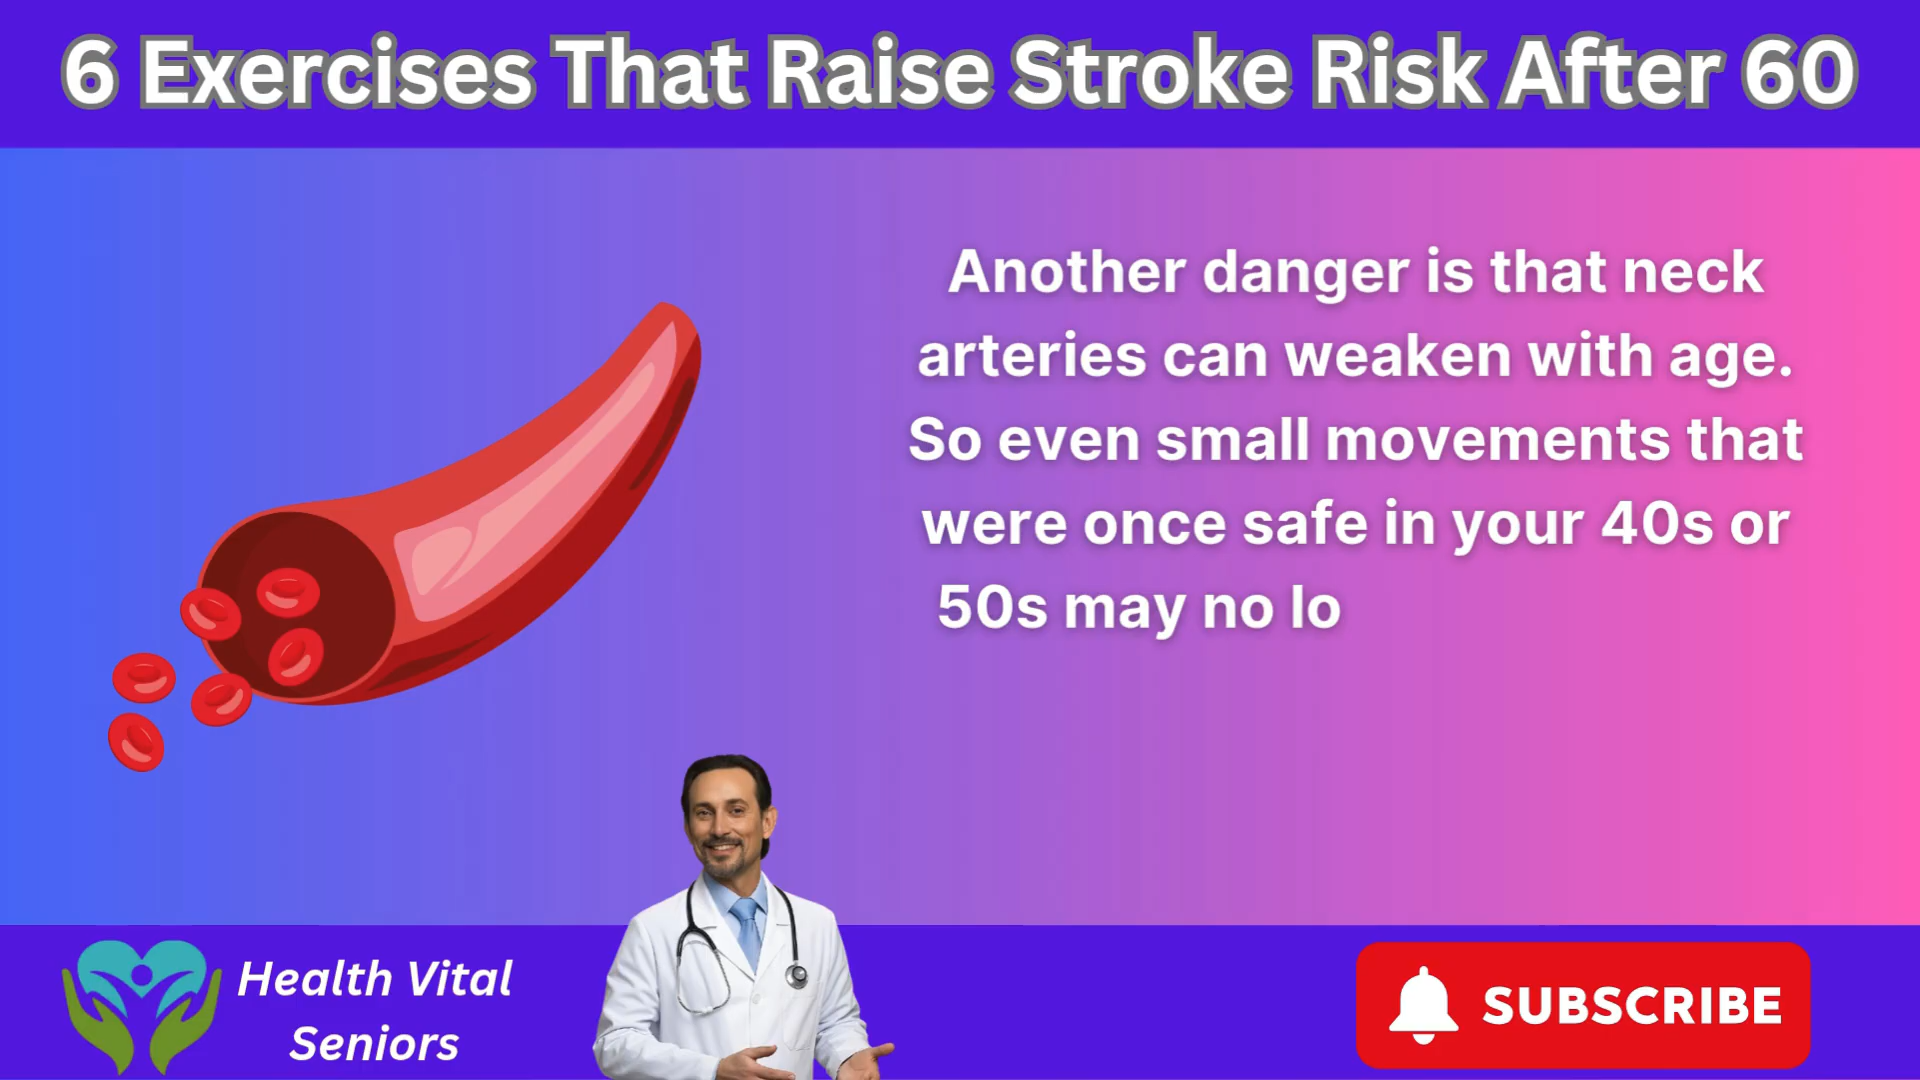 6 Exercises That Raise Stroke Risk After 60
Another danger is that neck
arteries can weaken with age.
So even small movements that
were once safe in your 40s or
50s may no lo
Health Vital
Seniors
SUBSCRIBE